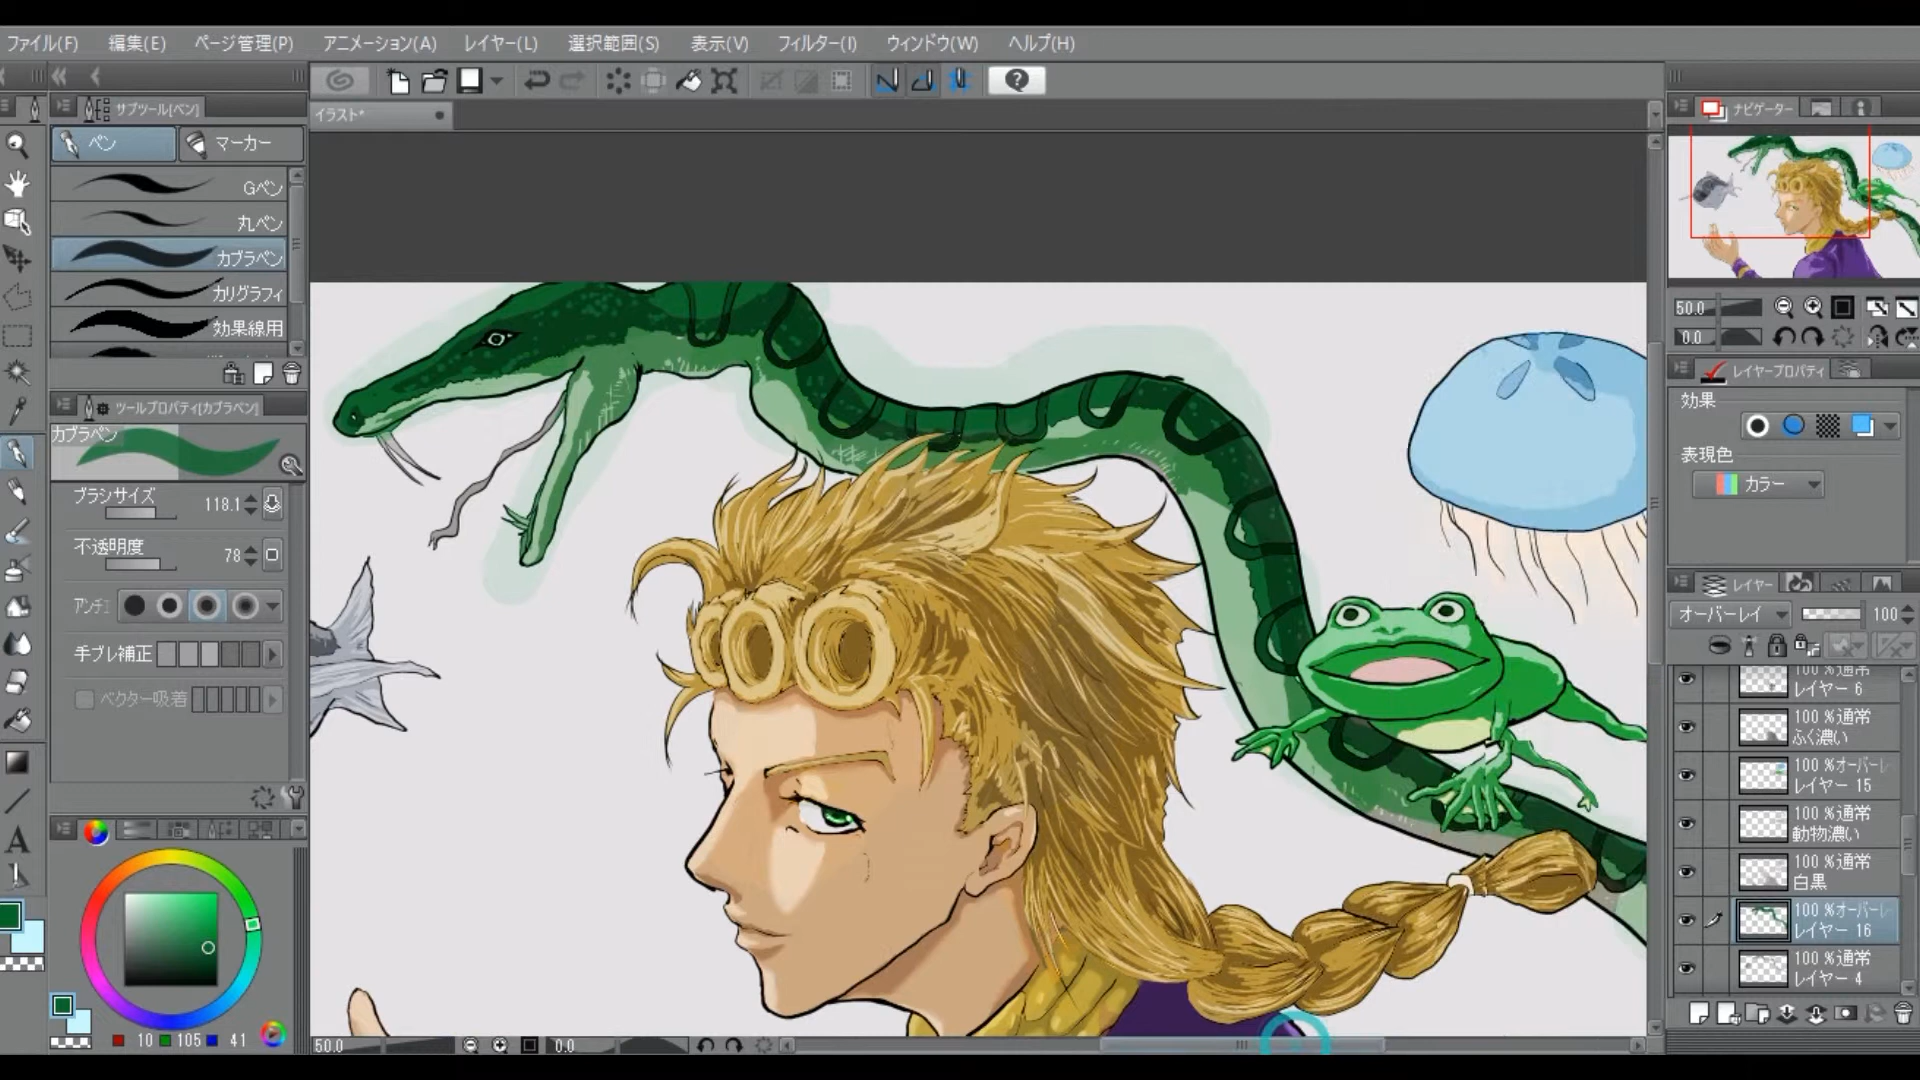 ファイル(F) 編集(E) ページ管理(P) アニメーション(A) レイヤー(L) 選択範囲(S) 表示(V) フィルター(I) ウィンドウ(W) ヘルプ(H)
サブツール[ペン]
ペン マーカー
Gペン
丸ペン
カブラペン
カリグラフィ
効果線用
ツールプロパティ[カブラペン]
カブラペン
ブラシサイズ 118.1
不透明度 78
アンチエ
手ブレ補正
ベクター吸着
10 105 41
イラスト*
50.0 0.0
ナビゲーター
50.0
0.0
レイヤープロパティ
効果
表現色
カラー
レイヤー
オーバーレイ 100
100 %通常
レイヤー 6
100 %通常
ふく濃い
100 %オーバーレ
レイヤー 15
100 %通常
動物濃い
100 %通常
白黒
100 %オーバーレ
レイヤー 16
100 %通常
レイヤー 4